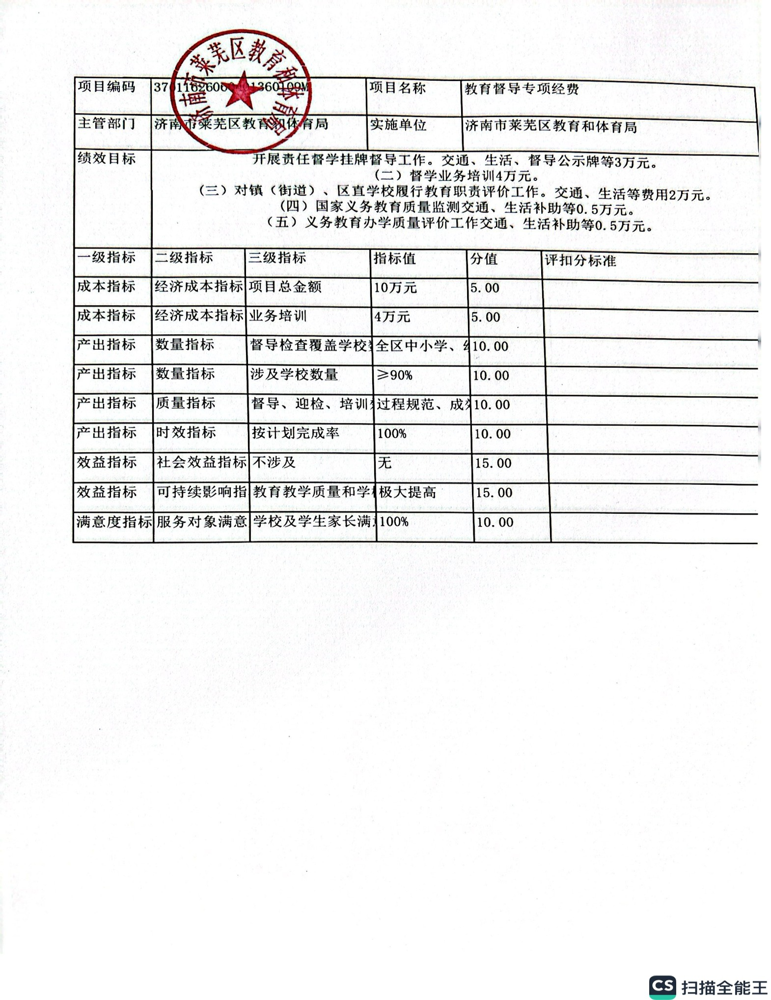 济南市莱芜区教育和体育局
项目编码 项目名称 教育督导专项经费
主管部门 济南市莱芜区教育和体育局 实施单位 济南市莱芜区教育和体育局
绩效目标 开展责任督学挂牌督导工作。交通、生活、督导公示牌等3万元。
(二)督学业务培训4万元。
(三)对镇（街道）、区直学校履行教育职责评价工作。交通、生活等费用2万元。
(四)国家义务教育质量监测交通、生活补助等0.5万元。
(五)义务教育办学质量评价工作交通、生活补助等0.5万元。
一级指标 二级指标 三级指标 指标值 分值 评扣分标准
成本指标 经济成本指标 项目总金额 10万元 5.00
成本指标 经济成本指标 业务培训 4万元 5.00
产出指标 数量指标 督导检查覆盖学校 全区中小学、 10.00
产出指标 数量指标 涉及学校数量 ≥90% 10.00
产出指标 质量指标 督导、迎检、培训 过程规范、成 10.00
产出指标 时效指标 按计划完成率 100% 10.00
效益指标 社会效益指标 不涉及 无 15.00
效益指标 可持续影响指 教育教学质量和学 极大提高 15.00
满意度指标 服务对象满意 学校及学生家长满 100% 10.00
CS 扫描全能王